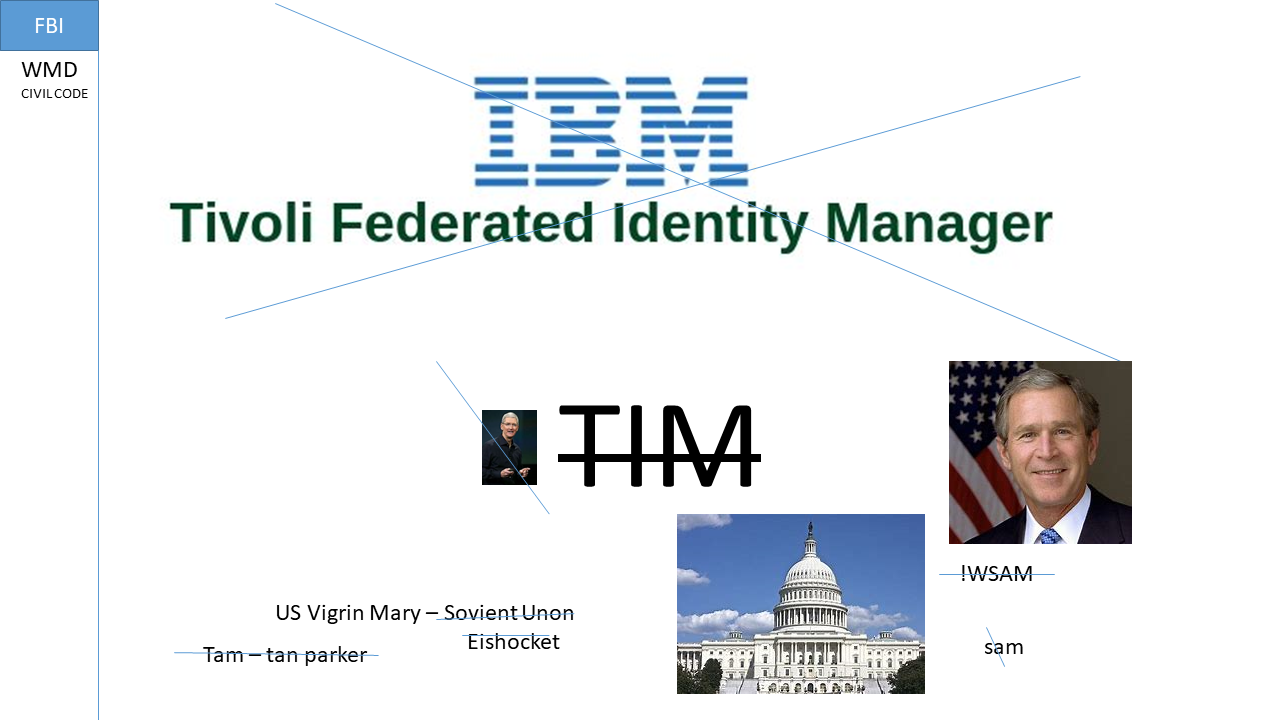 FBI
WMD
CIVIL CODE
IBM
Tivoli Federated Identity Manager
TIM
!WSAM
US Vigrin Mary – Sovient Unon
Eishocket
Tam – tan parker
sam